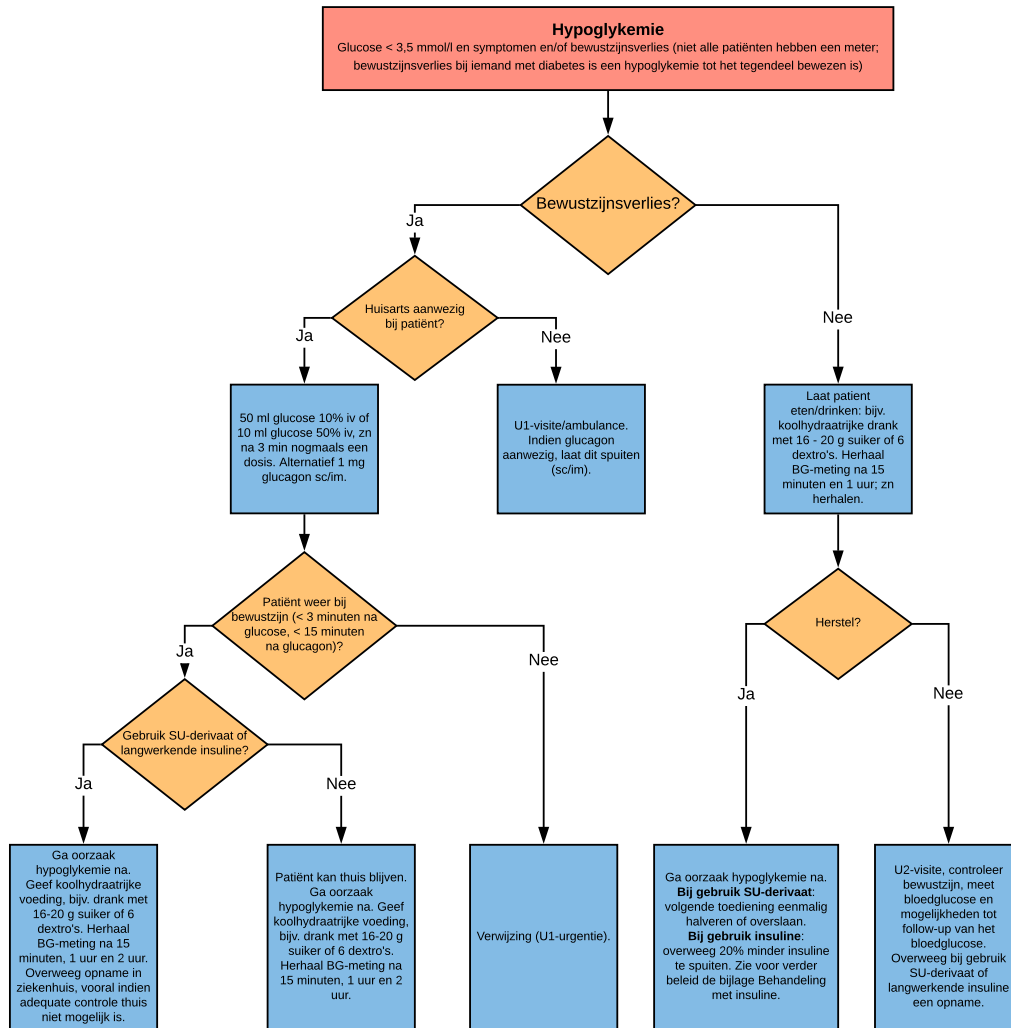 Hypoglykemie
Glucose < 3,5 mmol/l en symptomen en/of bewustzijnsverlies (niet alle patiënten hebben een meter;
bewustzijnsverlies bij iemand met diabetes is een hypoglykemie tot het tegendeel bewezen is)
Bewustzijnsverlies?
Ja
Nee
Huisarts aanwezig
bij patiënt?
Ja
Nee
50 ml glucose 10% iv of
10 ml glucose 50% iv, zn
na 3 min nogmaals een
dosis. Alternatief 1 mg
glucagon sc/im.
U1-visite/ambulance.
Indien glucagon
aanwezig, laat dit spuiten
(sc/im).
Laat patient
eten/drinken: bijv.
koolhydraatrijke drank
met 16 - 20 g suiker of 6
dextro's. Herhaal
BG-meting na 15
minuten en 1 uur; zn
herhalen.
Patiënt weer bij
bewustzijn (< 3 minuten na
glucose, < 15 minuten
na glucagon)?
Ja
Nee
Herstel?
Ja
Nee
Gebruik SU-derivaat of
langwerkende insuline?
Ja
Nee
Ga oorzaak
hypoglykemie na.
Geef koolhydraatrijke
voeding, bijv. drank met
16-20 g suiker of 6
dextro's. Herhaal
BG-meting na 15
minuten, 1 uur en 2 uur.
Overweeg opname in
ziekenhuis, vooral indien
adequate controle thuis
niet mogelijk is.
Patiënt kan thuis blijven.
Ga oorzaak
hypoglykemie na. Geef
koolhydraatrijke voeding,
bijv. drank met 16-20 g
suiker of 6 dextro's.
Herhaal BG-meting na
15 minuten, 1 uur en 2
uur.
Verwijzing (U1-urgentie).
Ga oorzaak hypoglykemie na.
Bij gebruik SU-derivaat:
volgende toediening eenmalig
halveren of overslaan.
Bij gebruik insuline:
overweeg 20% minder insuline
te spuiten. Zie voor verder
beleid de bijlage Behandeling
met insuline.
U2-visite, controleer
bewustzijn, meet
bloedglucose en
mogelijkheden tot
follow-up van het
bloedglucose.
Overweeg bij gebruik
SU-derivaat of
langwerkende insuline
een opname.